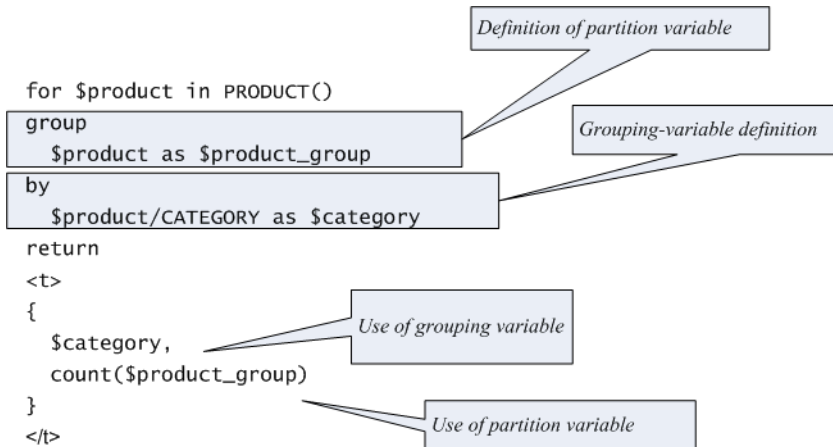 Definition of partition variable
for $product in PRODUCT()
group
$product as $product_group
Grouping-variable definition
by
$product/CATEGORY as $category
return
<t>
{
$category,
Use of grouping variable
count($product_group)
}
Use of partition variable
</t>